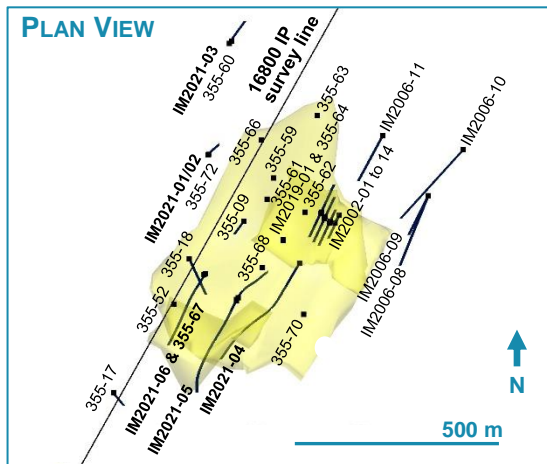 PLAN VIEW
IM2021-03
355-60
16800 IP
survey line
355-63
IM2019-01 & 355-64
IM2006-11
IM2006-10
355-66
355-59
355-61
355-62
IM2021-01/02
355-72
355-09
IM2002-01 to 14
355-18
355-68
IM2006-09
IM2006-08
355-52
355-17
IM2021-06 & 355-67
IM2021-05
IM2021-04
355-70
N
500 m